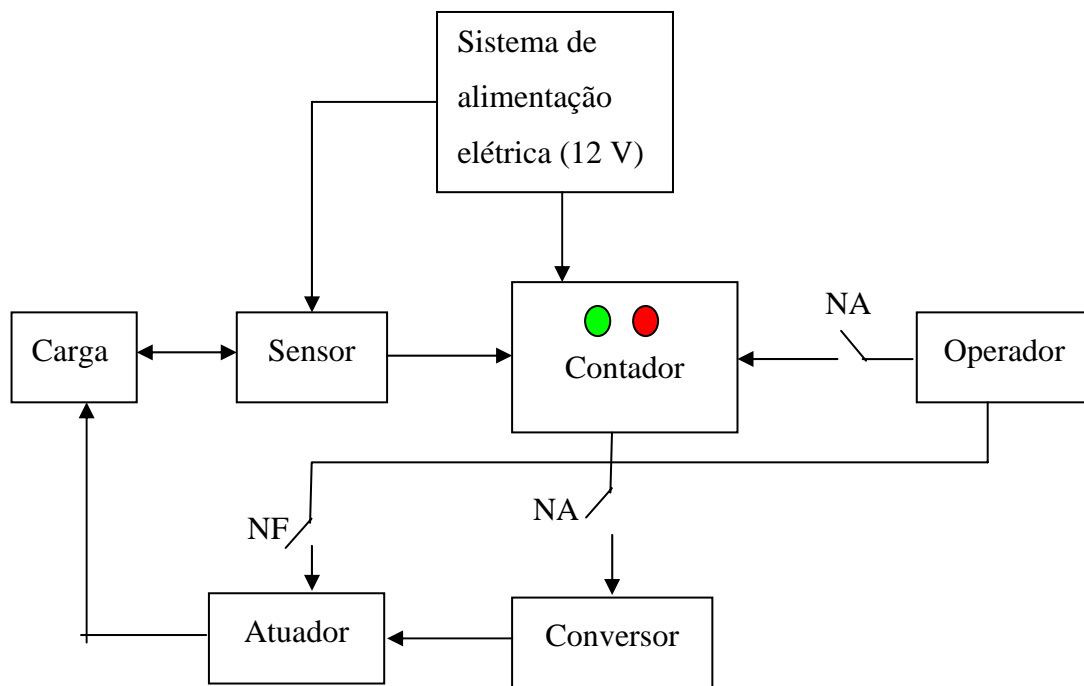 Sistema de
alimentação
elétrica (12 V)
NA
Carga
Sensor
Contador
Operador
NF
NA
Atuador
Conversor